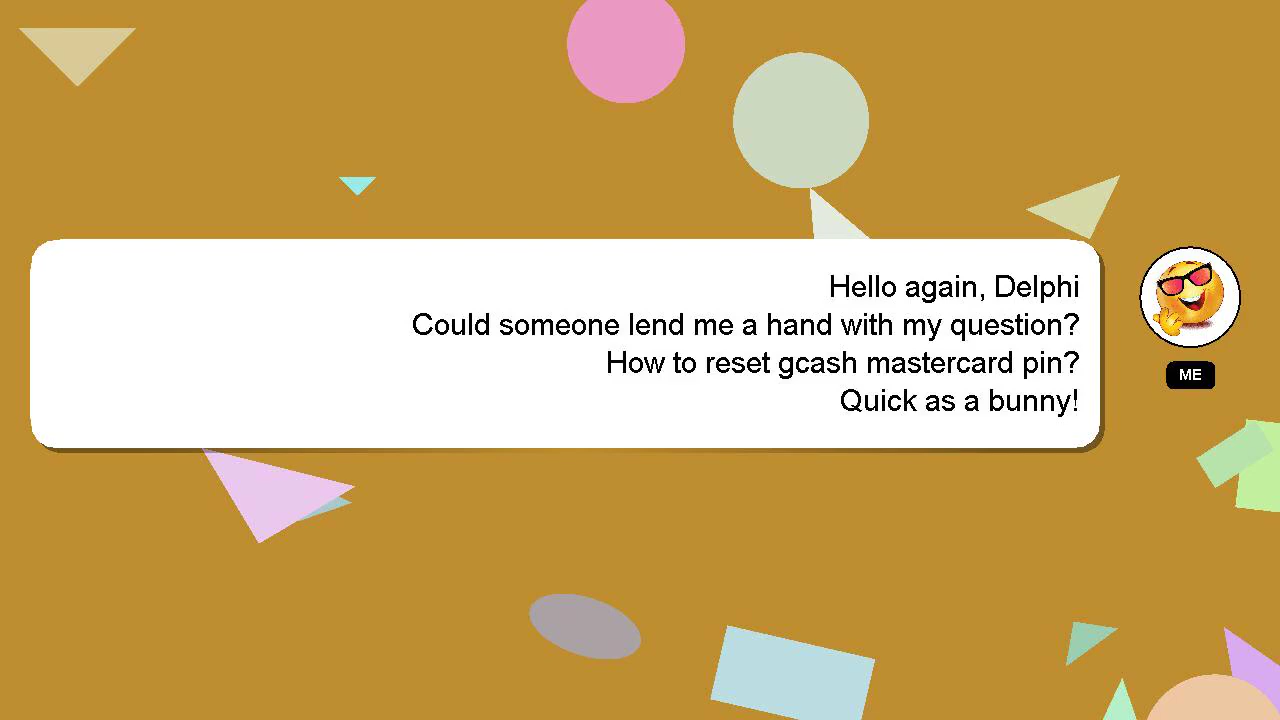 Hello again, Delphi
Could someone lend me a hand with my question?
How to reset gcash mastercard pin?
Quick as a bunny!
ME